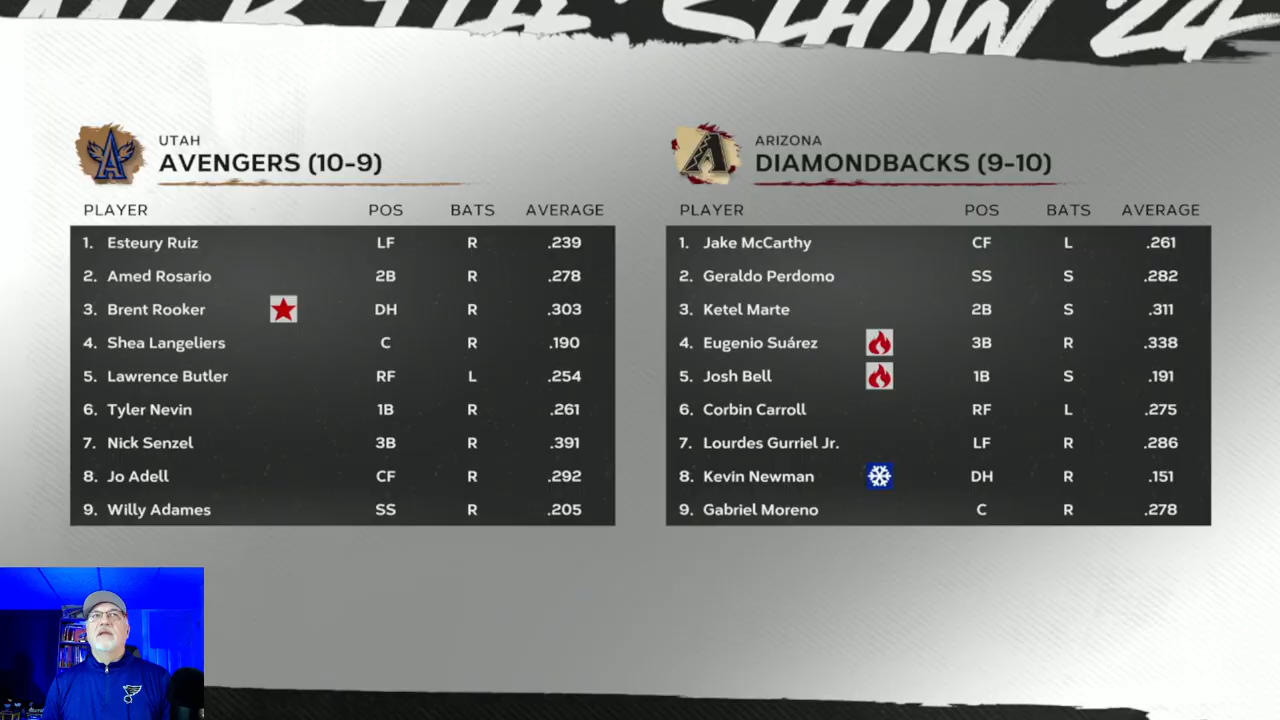 MLB THE SHOW 24
UTAH
AVENGERS (10-9)
PLAYER POS BATS AVERAGE
1. Esteury Ruiz LF R .239
2. Amed Rosario 2B R .278
3. Brent Rooker DH R .303
4. Shea Langeliers C R .190
5. Lawrence Butler RF L .254
6. Tyler Nevin 1B R .261
7. Nick Senzel 3B R .391
8. Jo Adell CF R .292
9. Willy Adames SS R .205
ARIZONA
DIAMONDBACKS (9-10)
PLAYER POS BATS AVERAGE
1. Jake McCarthy CF L .261
2. Geraldo Perdomo SS S .282
3. Ketel Marte 2B S .311
4. Eugenio Suárez 3B R .338
5. Josh Bell 1B S .191
6. Corbin Carroll RF L .275
7. Lourdes Gurriel Jr. LF R .286
8. Kevin Newman DH R .151
9. Gabriel Moreno C R .278